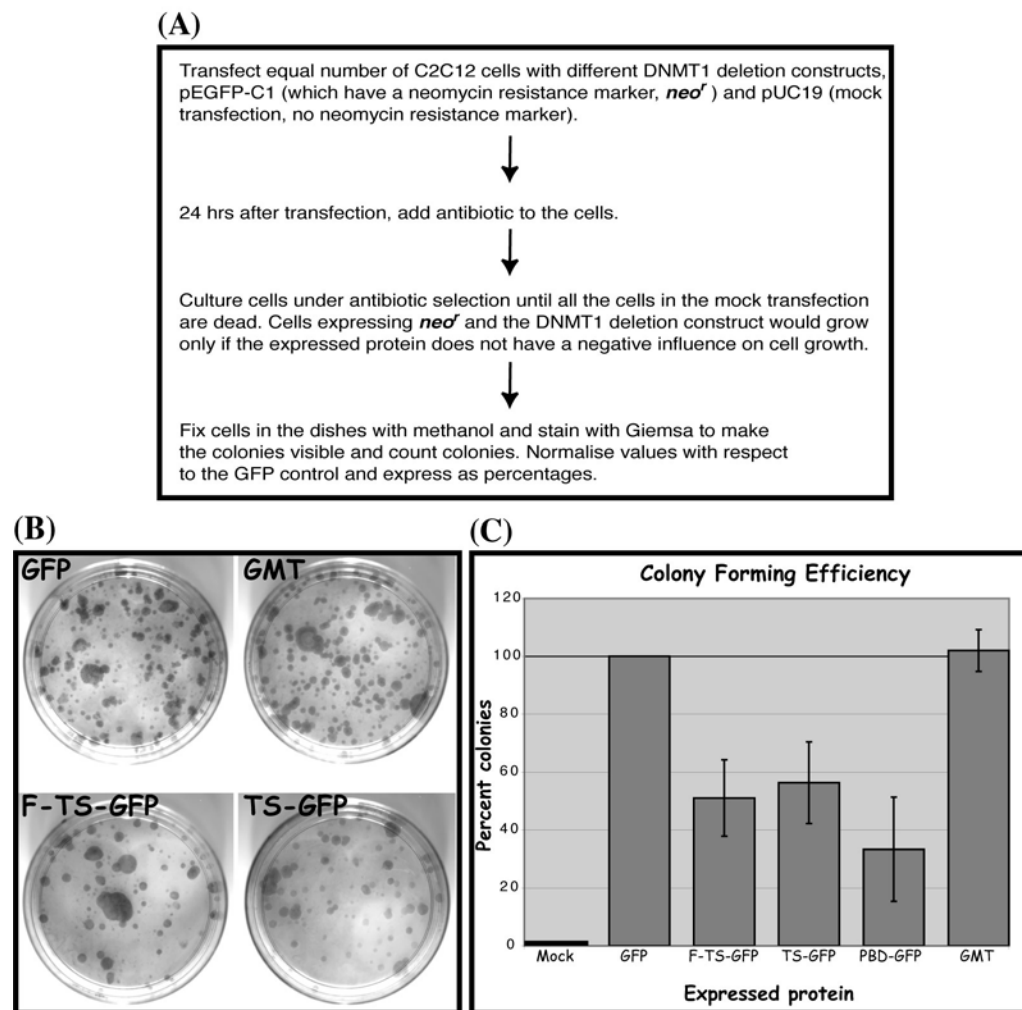 (A)
Transfect equal number of C2C12 cells with different DNMT1 deletion constructs,
pEGFP-C1 (which have a neomycin resistance marker, neoʳ ) and pUC19 (mock
transfection, no neomycin resistance marker).
24 hrs after transfection, add antibiotic to the cells.
Culture cells under antibiotic selection until all the cells in the mock transfection
are dead. Cells expressing neoʳ and the DNMT1 deletion construct would grow
only if the expressed protein does not have a negative influence on cell growth.
Fix cells in the dishes with methanol and stain with Giemsa to make
the colonies visible and count colonies. Normalise values with respect
to the GFP control and express as percentages.
(B)
GFP
GMT
F-TS-GFP
TS-GFP
(C)
Colony Forming Efficiency
Percent colonies
120
100
80
60
40
20
0
Mock
GFP
F-TS-GFP
TS-GFP
PBD-GFP
GMT
Expressed protein